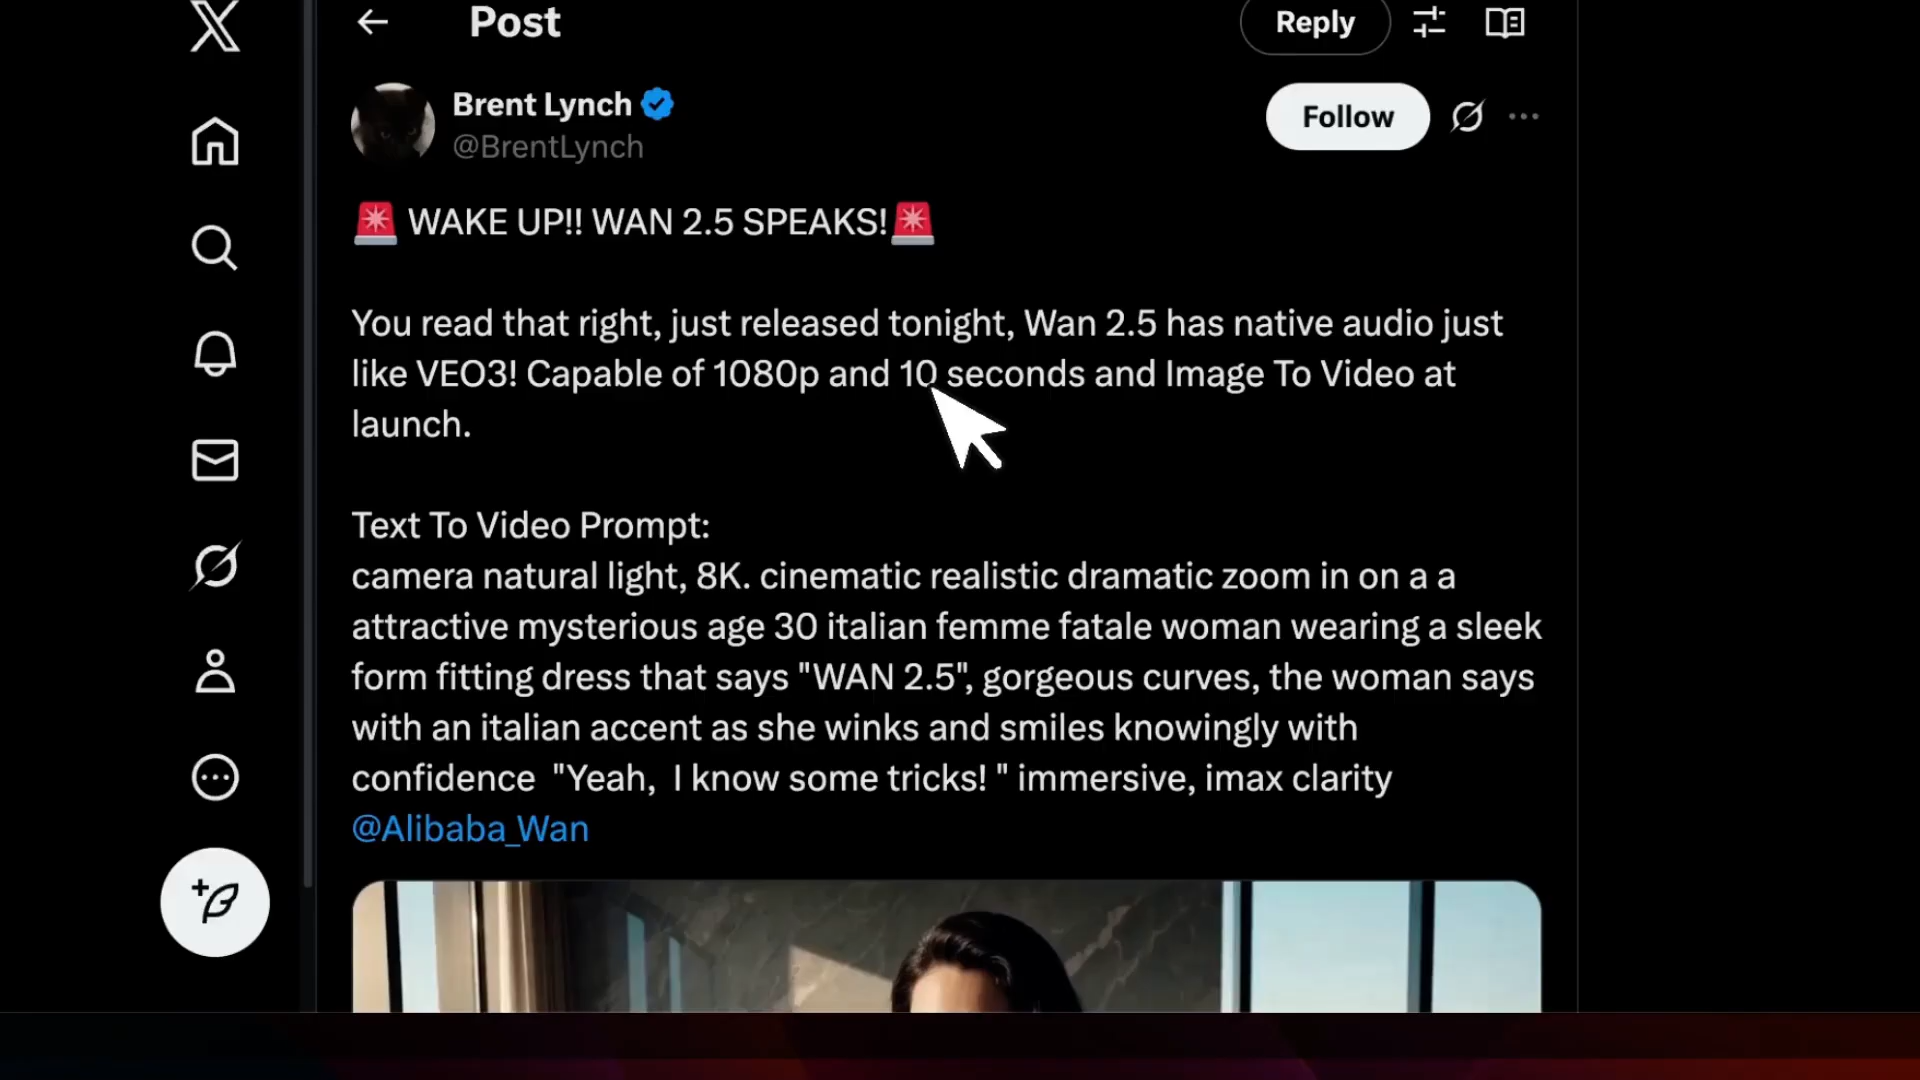 Post
Reply
Brent Lynch
@BrentLynch
Follow
🚨 WAKE UP!! WAN 2.5 SPEAKS!🚨
You read that right, just released tonight, Wan 2.5 has native audio just
like VEO3! Capable of 1080p and 10 seconds and Image To Video at
launch.
Text To Video Prompt:
camera natural light, 8K. cinematic realistic dramatic zoom in on a a
attractive mysterious age 30 italian femme fatale woman wearing a sleek
form fitting dress that says "WAN 2.5", gorgeous curves, the woman says
with an italian accent as she winks and smiles knowingly with
confidence  "Yeah,  I know some tricks! " immersive, imax clarity
@Alibaba_Wan